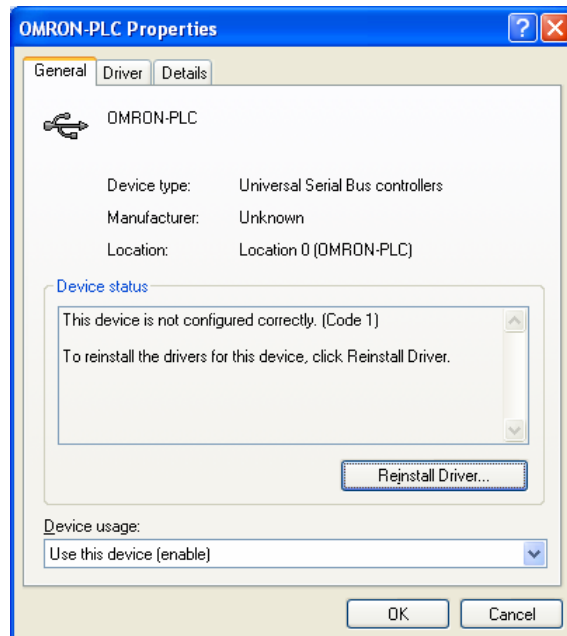 OMRON-PLC Properties
General Driver Details
OMRON-PLC
Device type: Universal Serial Bus controllers
Manufacturer: Unknown
Location: Location 0 (OMRON-PLC)
Device status
This device is not configured correctly. (Code 1)
To reinstall the drivers for this device, click Reinstall Driver.
Reinstall Driver...
Device usage:
Use this device (enable)
OK Cancel